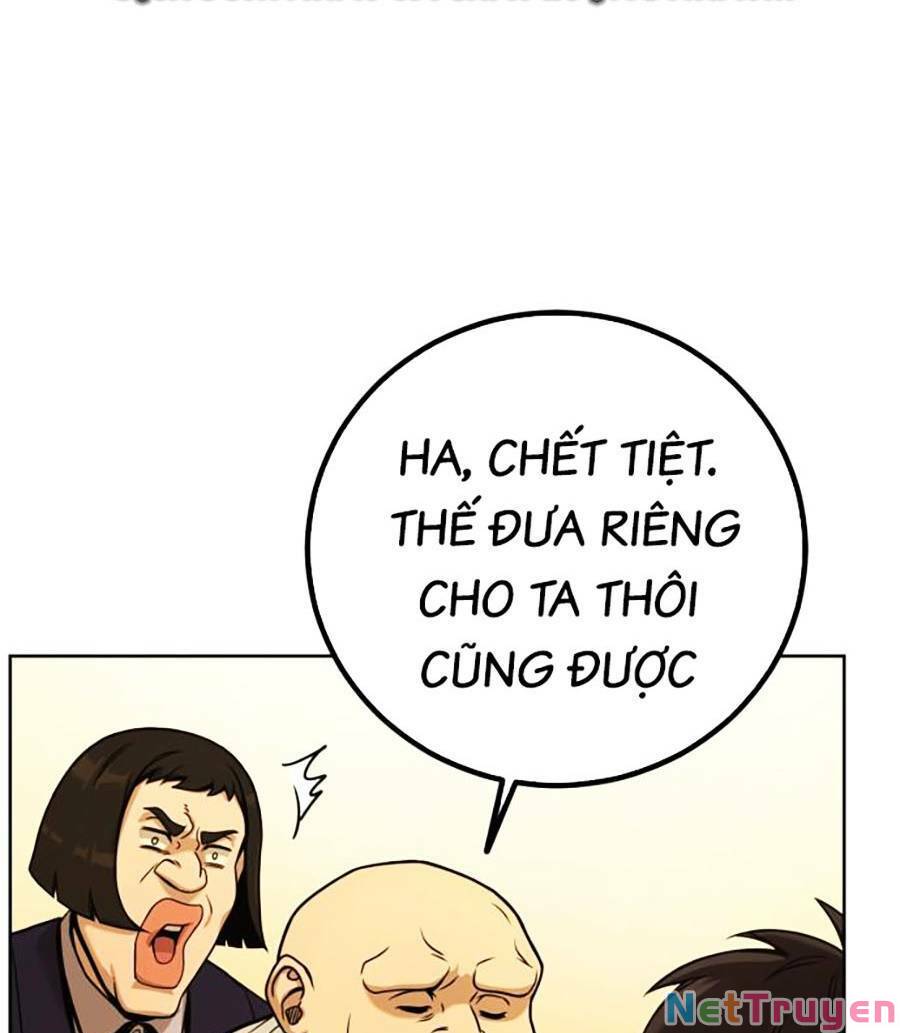 HA, CHẾT TIỆT.
THẾ ĐƯA RIÊNG
CHO TA THÔI
CŨNG ĐƯỢC
NetTruyen